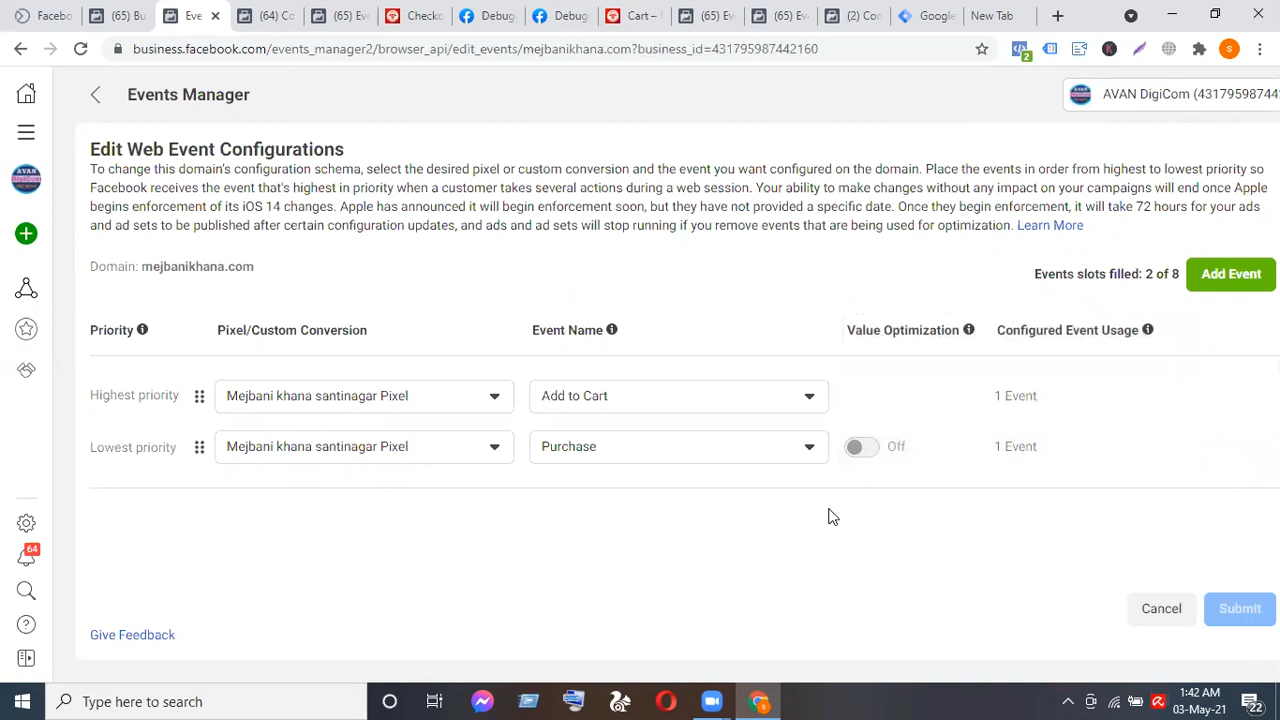 Facebo
(65) Bu
Eve
(64) Co
(65) Eve
Checko
Debug
Debug
Cart –
(65) Ev
(65) Ev
(2) Con
Google
New Tab
business.facebook.com/events_manager2/browser_api/edit_events/mejbanikhana.com?business_id=431795987442160
2
K
s
Events Manager
AVAN DigiCom (4317959874
Edit Web Event Configurations
To change this domain's configuration schema, select the desired pixel or custom conversion and the event you want configured on the domain. Place the events in order from highest to lowest priority so
Facebook receives the event that's highest in priority when a customer takes several actions during a web session. Your ability to make changes without any impact on your campaigns will end once Apple
begins enforcement of its iOS 14 changes. Apple has announced it will begin enforcement soon, but they have not provided a specific date. Once they begin enforcement, it will take 72 hours for your ads
and ad sets to be published after certain configuration updates, and ads and ad sets will stop running if you remove events that are being used for optimization. Learn More
Domain: mejbanikhana.com
Events slots filled: 2 of 8
Add Event
Priority
Pixel/Custom Conversion
Event Name
Value Optimization
Configured Event Usage
Highest priority
Mejbani khana santinagar Pixel
Add to Cart
1 Event
Lowest priority
Mejbani khana santinagar Pixel
Purchase
Off
1 Event
64
Cancel
Submit
Give Feedback
Type here to search
1:42 AM
03-May-21
22